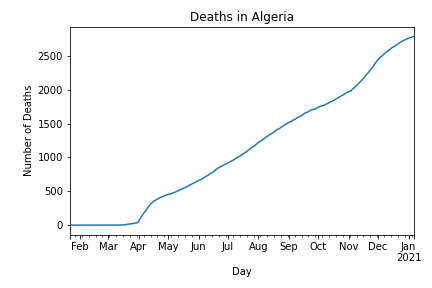 Deaths in Algeria
Number of Deaths
2500
2000
1500
1000
500
0
Feb Mar Apr May Jun Jul Aug Sep Oct Nov Dec Jan
2021
Day